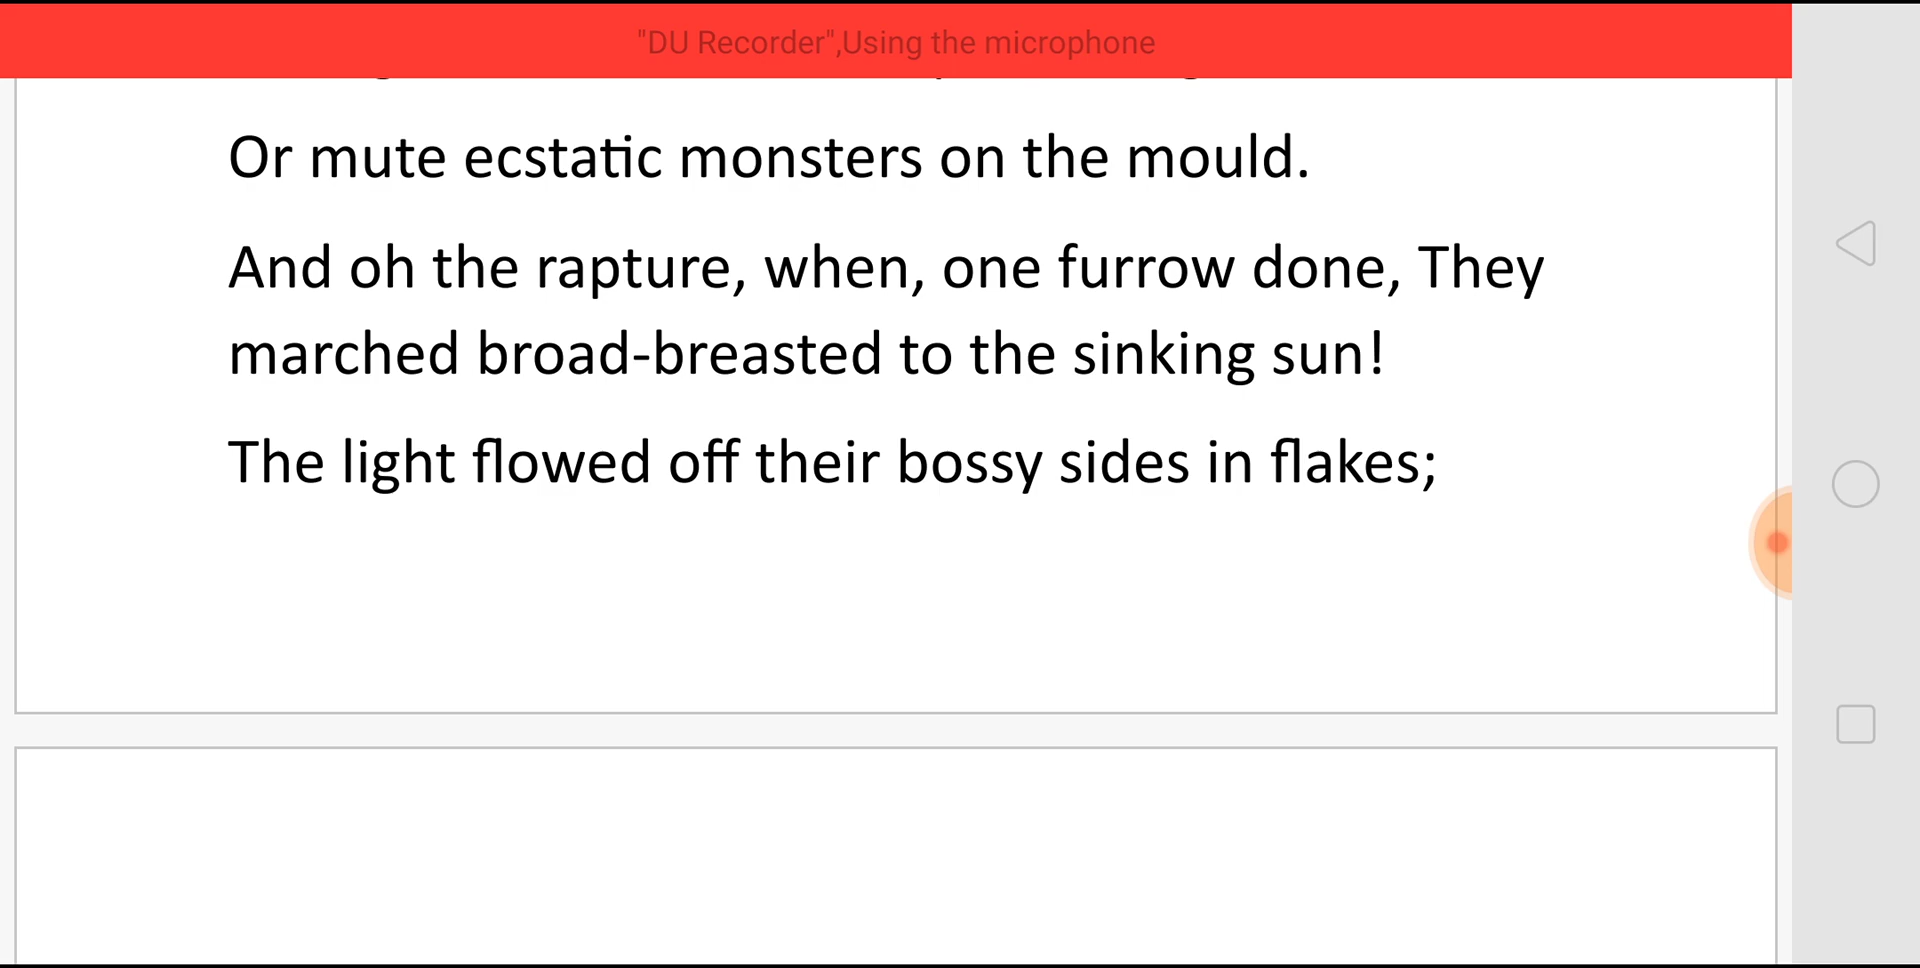 "DU Recorder",Using the microphone
Or mute ecstatic monsters on the mould.
And oh the rapture, when, one furrow done, They
marched broad-breasted to the sinking sun!
The light flowed off their bossy sides in flakes;